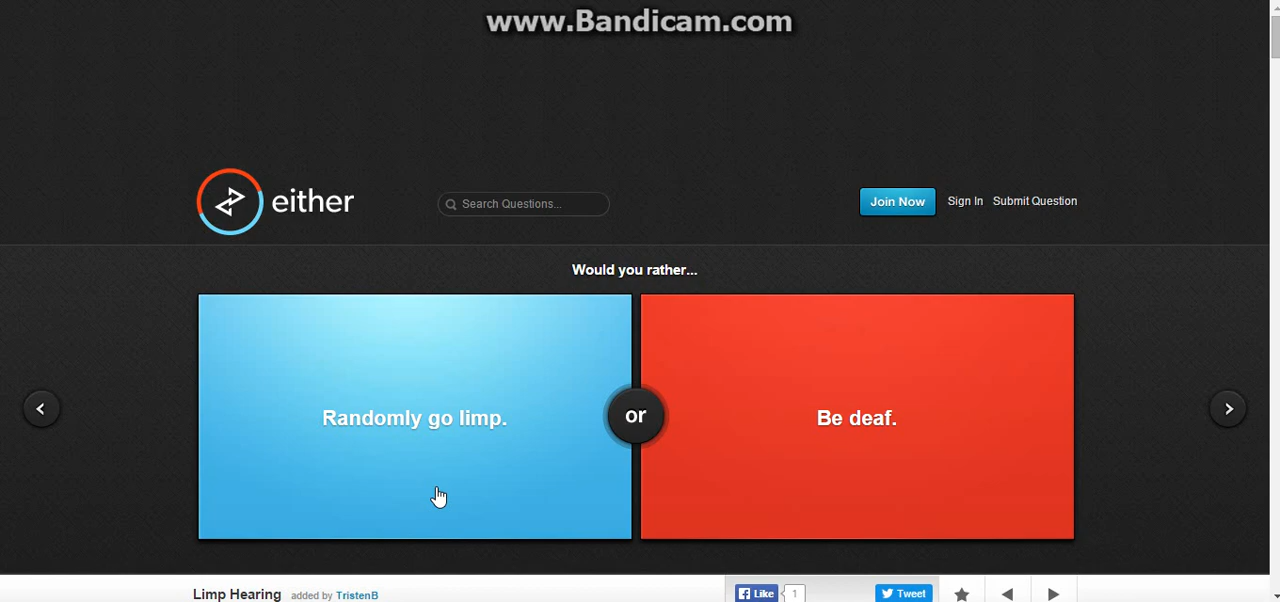 www.Bandicam.com
either
Search Questions...
Join Now
Sign In
Submit Question
Would you rather...
Randomly go limp.
or
Be deaf.
Limp Hearing
added by TristenB
Like
1
Tweet